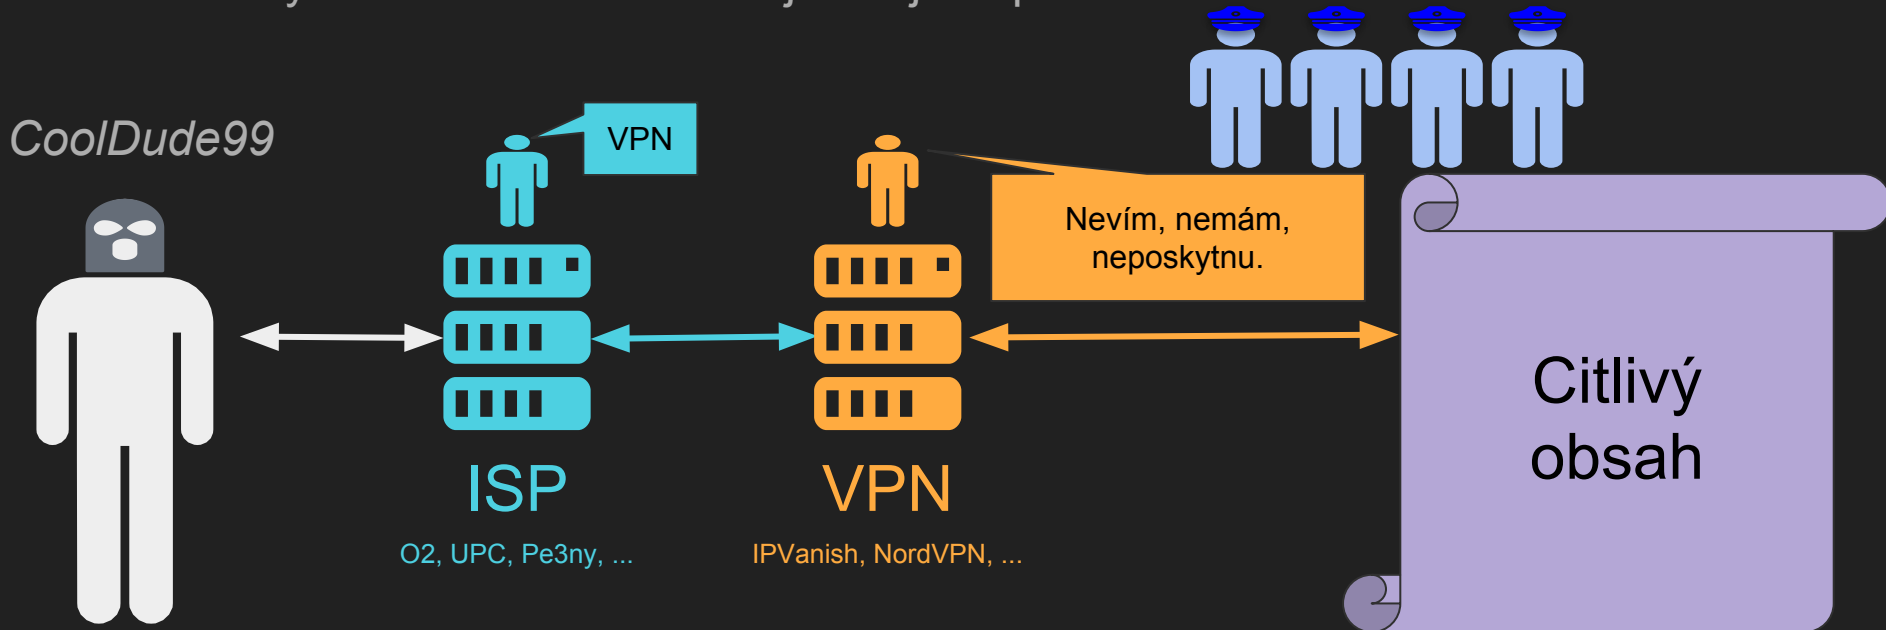 CoolDude99
VPN
Nevím, nemám,
neposkytnu.
Citlivý
obsah
ISP
VPN
O2, UPC, Pe3ny, ...
IPVanish, NordVPN, ...